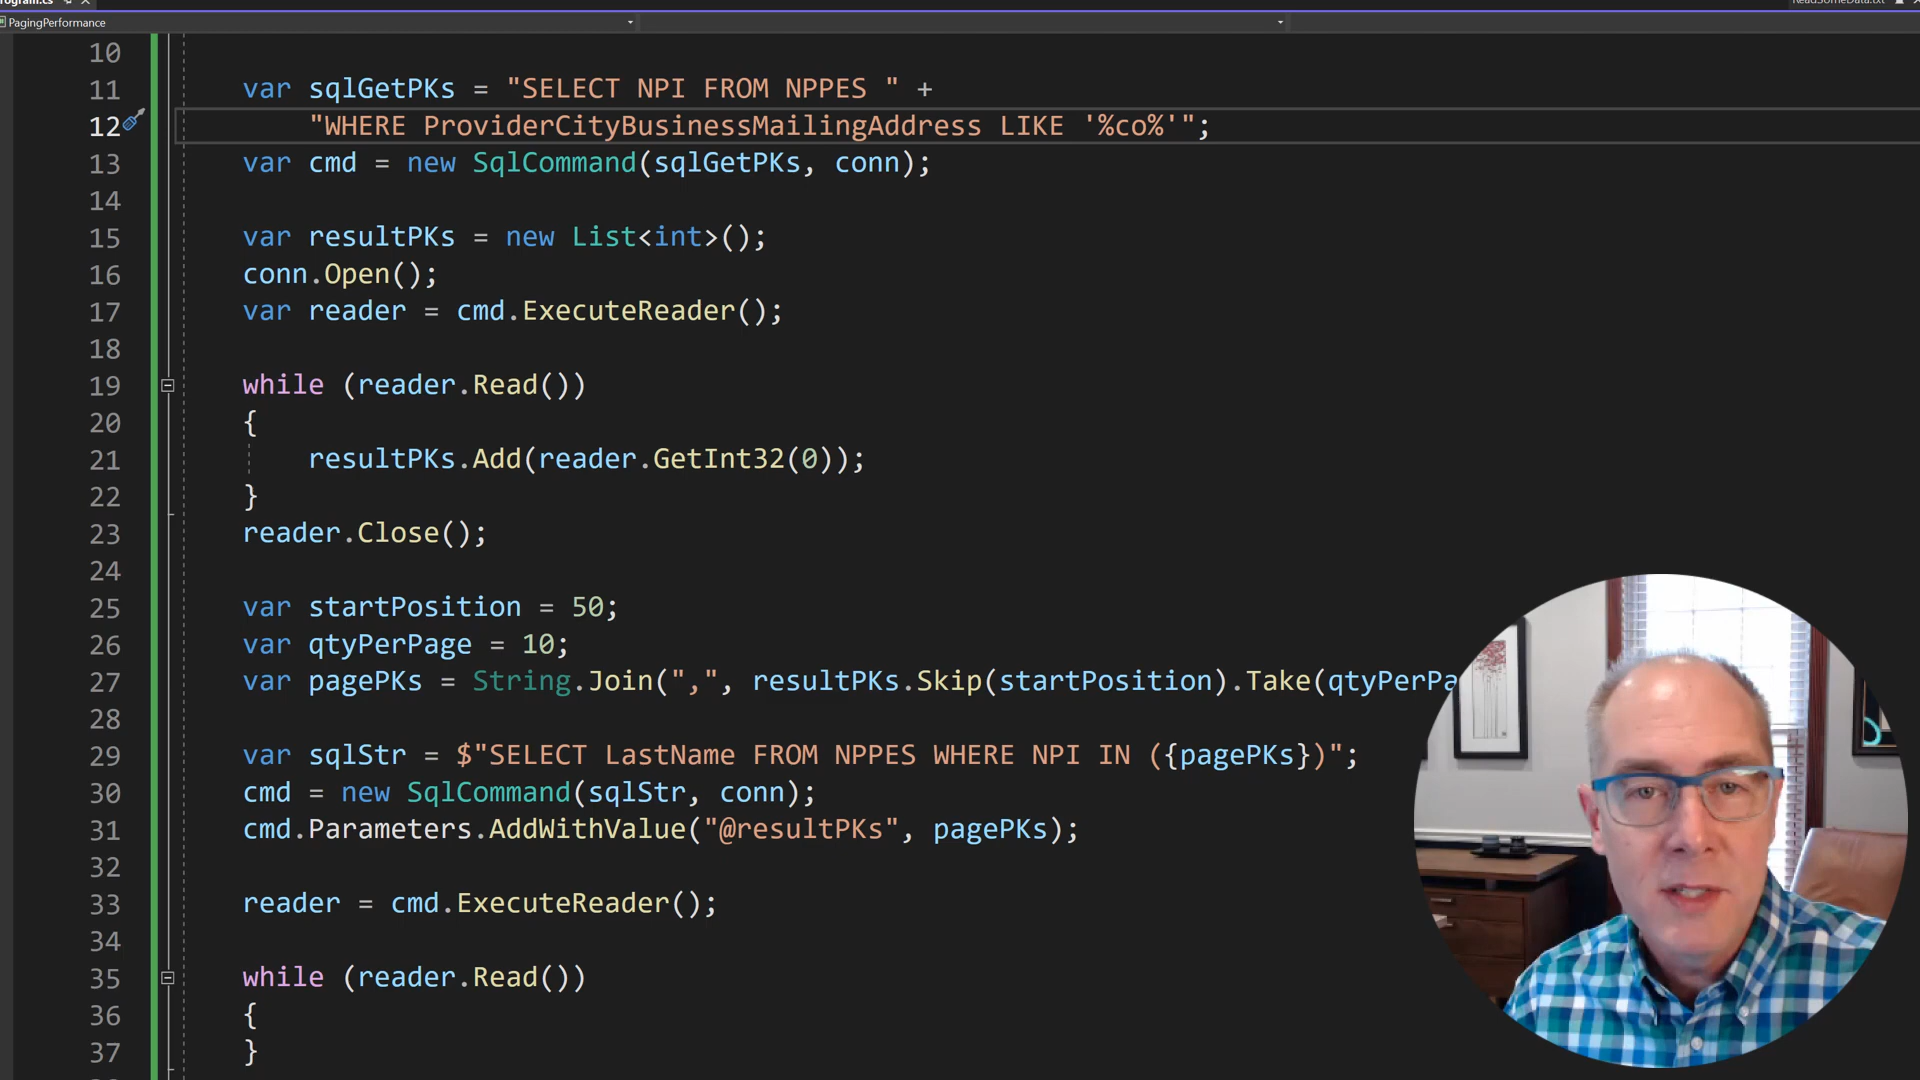 PagingPerformance
10
11 var sqlGetPKs = "SELECT NPI FROM NPPES " +
12 "WHERE ProviderCityBusinessMailingAddress LIKE '%co%'";
13 var cmd = new SqlCommand(sqlGetPKs, conn);
14
15 var resultPKs = new List<int>();
16 conn.Open();
17 var reader = cmd.ExecuteReader();
18
19 while (reader.Read())
20 {
21 resultPKs.Add(reader.GetInt32(0));
22 }
23 reader.Close();
24
25 var startPosition = 50;
26 var qtyPerPage = 10;
27 var pagePKs = String.Join(",", resultPKs.Skip(startPosition).Take(qtyPerPa
28
29 var sqlStr = $"SELECT LastName FROM NPPES WHERE NPI IN ({pagePKs})";
30 cmd = new SqlCommand(sqlStr, conn);
31 cmd.Parameters.AddWithValue("@resultPKs", pagePKs);
32
33 reader = cmd.ExecuteReader();
34
35 while (reader.Read())
36 {
37 }